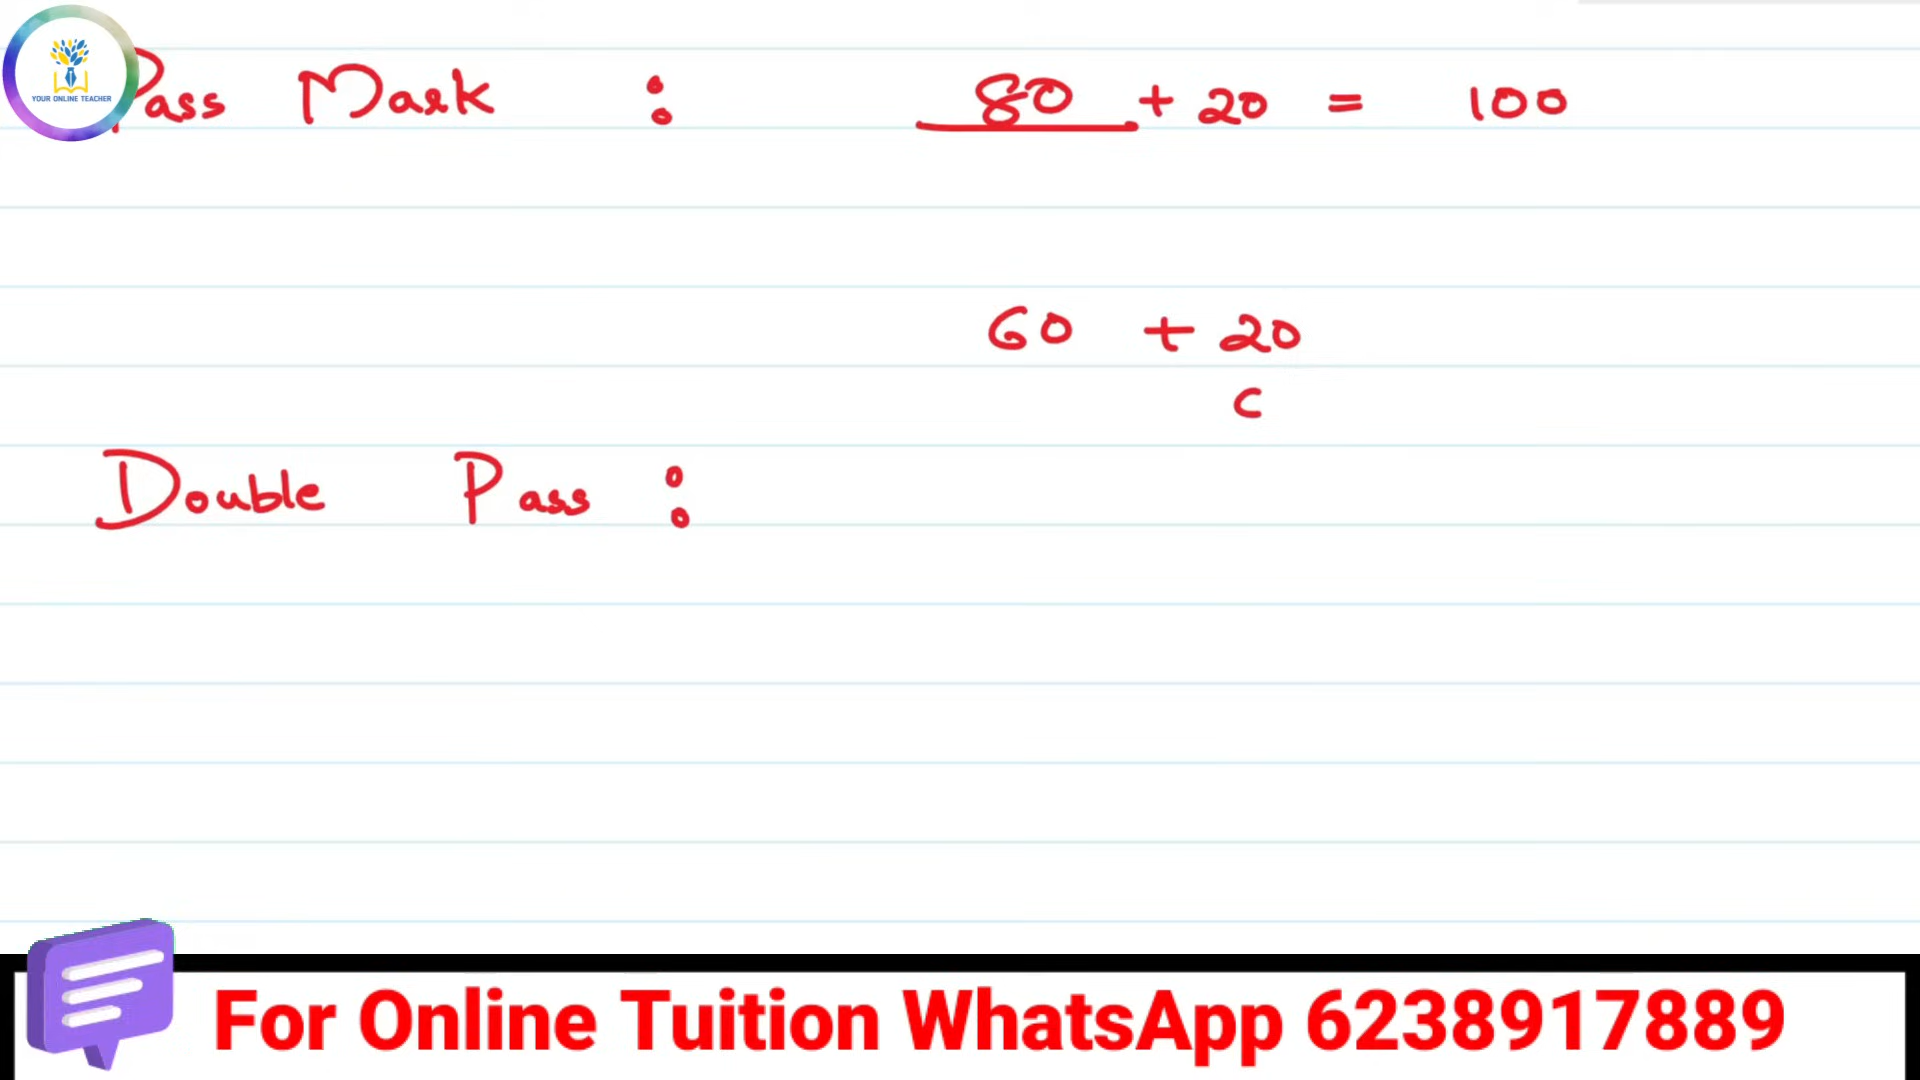 YOUR ONLINE TEACHER
Pass Mark : 80 + 20 = 100
60 + 20
C
Double Pass :
For Online Tuition WhatsApp 6238917889